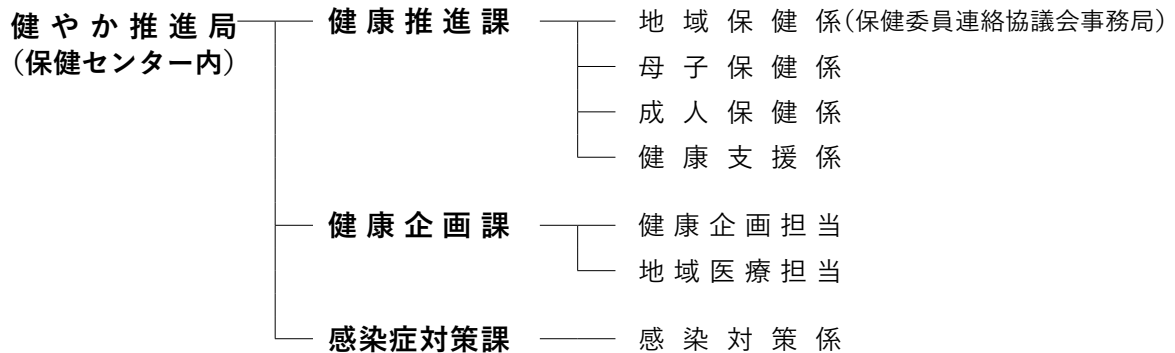 健やか推進局 健康推進課 地域保健係(保健委員連絡協議会事務局)
(保健センター内) 母子保健係
成人保健係
健康支援係
健康企画課 健康企画担当
地域医療担当
感染症対策課 感染対策係